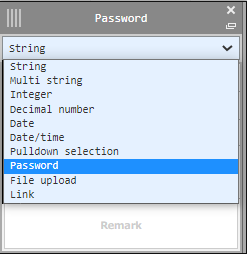 Password
String
String
Multi string
Integer
Decimal number
Date
Date/time
Pulldown selection
Password
File upload
Link
Remark